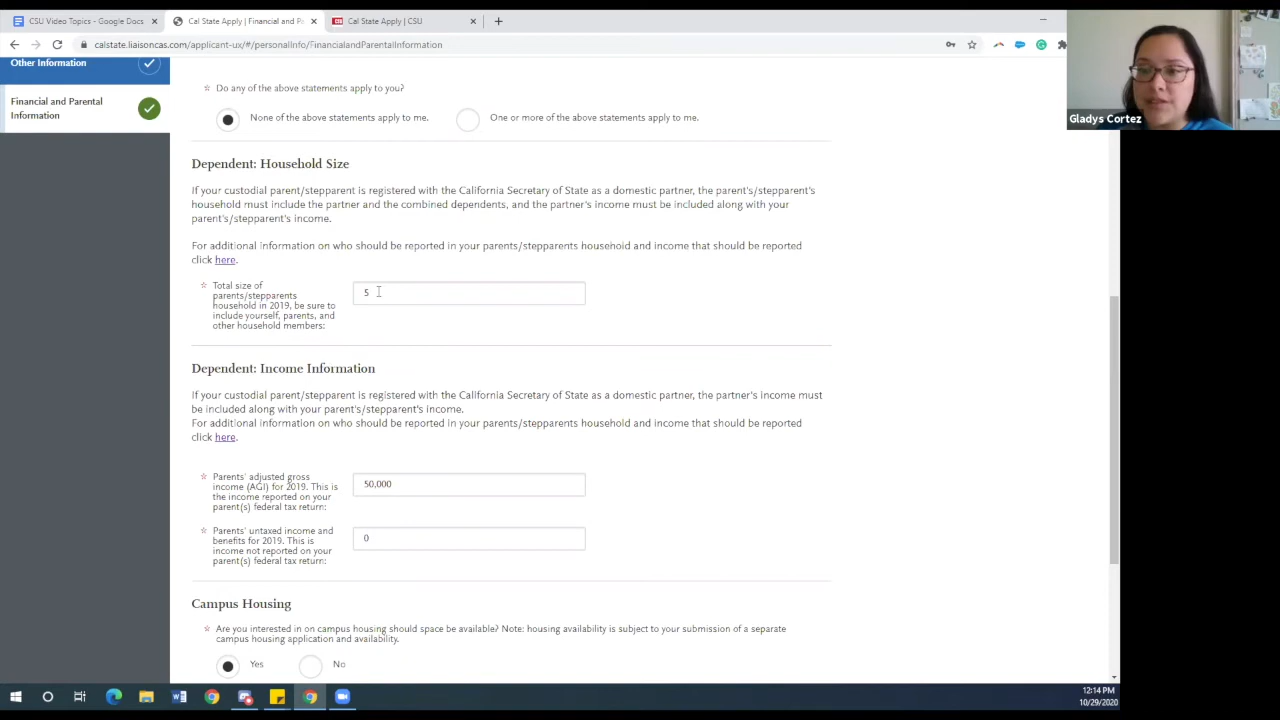 CSU Video Topics - Google Docs
Cal State Apply | Financial and Pa
Cal State Apply | CSU
calstate.liaisoncas.com/applicant-ux/#/personalInfo/FinancialandParentalInformation
Other Information
Financial and Parental
Information
☆ Do any of the above statements apply to you?
None of the above statements apply to me.
One or more of the above statements apply to me.
Gladys Cortez
Dependent: Household Size
If your custodial parent/stepparent is registered with the California Secretary of State as a domestic partner, the parent's/stepparent's
household must include the partner and the combined dependents, and the partner's income must be included along with your
parent's/stepparent's income.
For additional information on who should be reported in your parents/stepparents household and income that should be reported
click here.
☆ Total size of
parents/stepparents
household in 2019, be sure to
include yourself, parents, and
other household members:
5
Dependent: Income Information
If your custodial parent/stepparent is registered with the California Secretary of State as a domestic partner, the partner's income must
be included along with your parent's/stepparent's income.
For additional information on who should be reported in your parents/stepparents household and income that should be reported
click here.
☆ Parents' adjusted gross
income (AGI) for 2019. This is
the income reported on your
parent(s) federal tax return:
50,000
☆ Parents' untaxed income and
benefits for 2019. This is
income not reported on your
parent(s) federal tax return:
0
Campus Housing
☆ Are you interested in on campus housing should space be available? Note: housing availability is subject to your submission of a separate
campus housing application and availability.
Yes
No
12:14 PM
10/29/2020